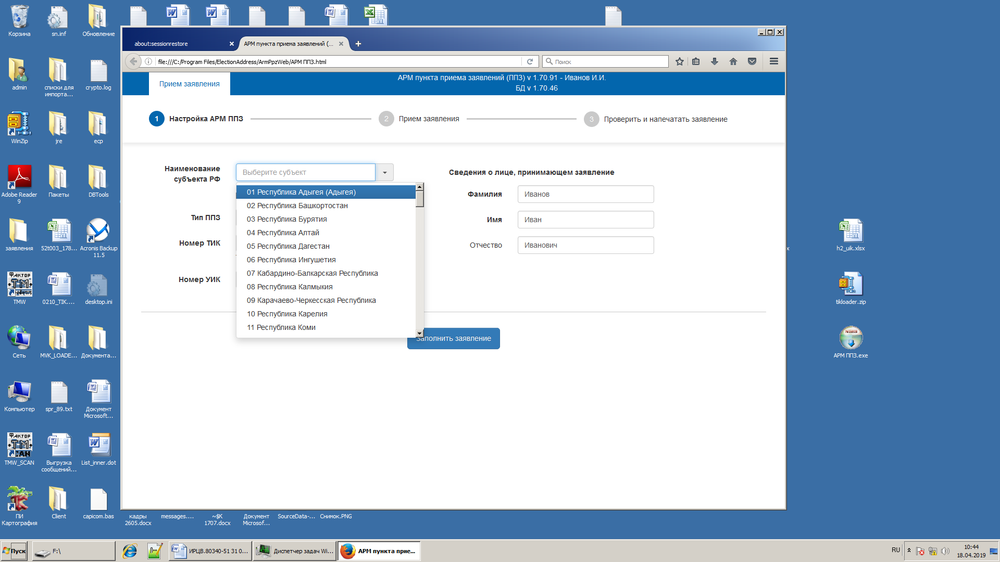 Корзина
sn.inf
Обновление
admin
списки для
импорта...
crypto.log
WinZip
jre
ecp
Adobe Reader
9
Пакеты
DBTools
заявления
52t003_178...
Acronis Backup
11.5
TMW
0210_TIK....
desktop.ini
Сеть
MVK_LOADE...
Документа...
Компьютер
spr_89.txt
Документ
Microsoft...
TMW_SCAN
Выгрузка
сообщений...
List_inner.dot
ПИ
Картография
Client
capicom.bas
кадры
2605.docx
messages....
~$К
1707.docx
Документ
Microsof...
SourceData-...
Снимок.PNG
about:sessionrestore
АРМ пункта приема заявлений (...
file:///C:/Program Files/ElectionAddress/ArmPpzWeb/АРМ ППЗ.html
Поиск
Прием заявления
АРМ пункта приема заявлений (ППЗ) v 1.70.91 - Иванов И.И.
БД v 1.70.46
1 Настройка АРМ ППЗ
2 Прием заявления
3 Проверить и напечатать заявление
Наименование
субъекта РФ
Выберите субъект
01 Республика Адыгея (Адыгея)
02 Республика Башкортостан
03 Республика Бурятия
04 Республика Алтай
05 Республика Дагестан
06 Республика Ингушетия
07 Кабардино-Балкарская Республика
08 Республика Калмыкия
09 Карачаево-Черкесская Республика
10 Республика Карелия
11 Республика Коми
Тип ППЗ
Номер ТИК
Номер УИК
Сведения о лице, принимающем заявление
Фамилия
Иванов
Имя
Иван
Отчество
Иванович
Заполнить заявление
x
h2_uik.xlsx
tikloader.zip
NSIS
АРМ ППЗ.exe
Пуск
F:\
ИРЦВ.80340-51 31 0...
Диспетчер задач Wi...
АРМ пункта прие...
RU
10:44
18.04.2019